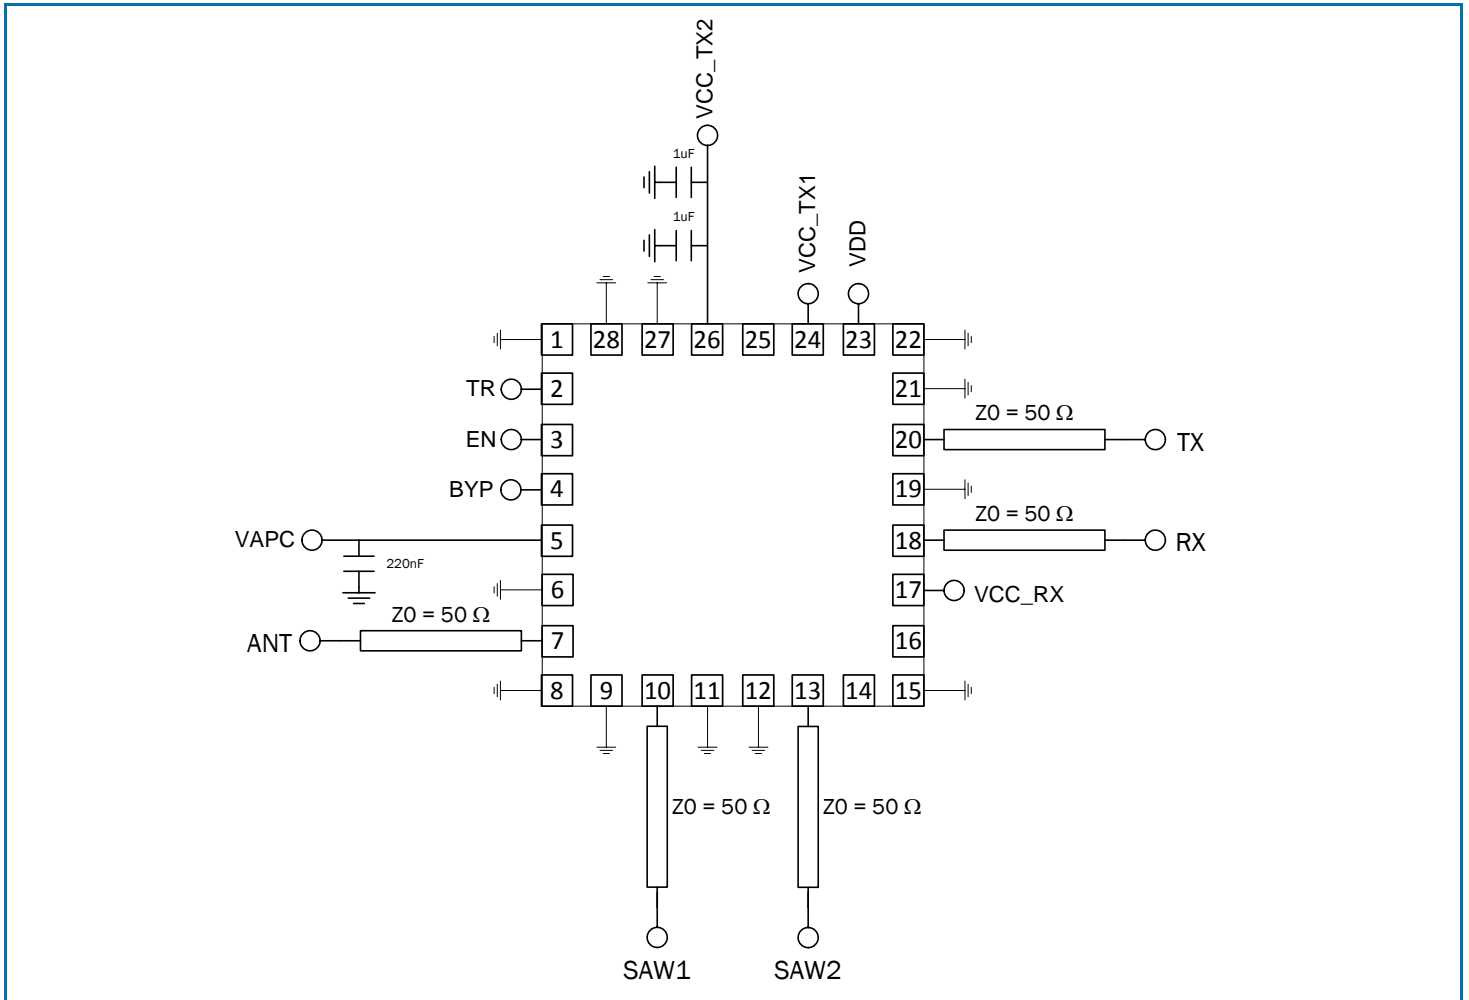 VCC_TX2
1uF
1uF
VCC_TX1
VDD
1
28
27
26
25
24
23
22
TR
2
21
EN
3
Z0 = 50 Ω
20
TX
BYP
4
19
VAPC
5
220nF
Z0 = 50 Ω
18
RX
6
17
VCC_RX
ANT
Z0 = 50 Ω
7
16
8
9
10
11
12
13
14
15
Z0 = 50 Ω
Z0 = 50 Ω
SAW1
SAW2